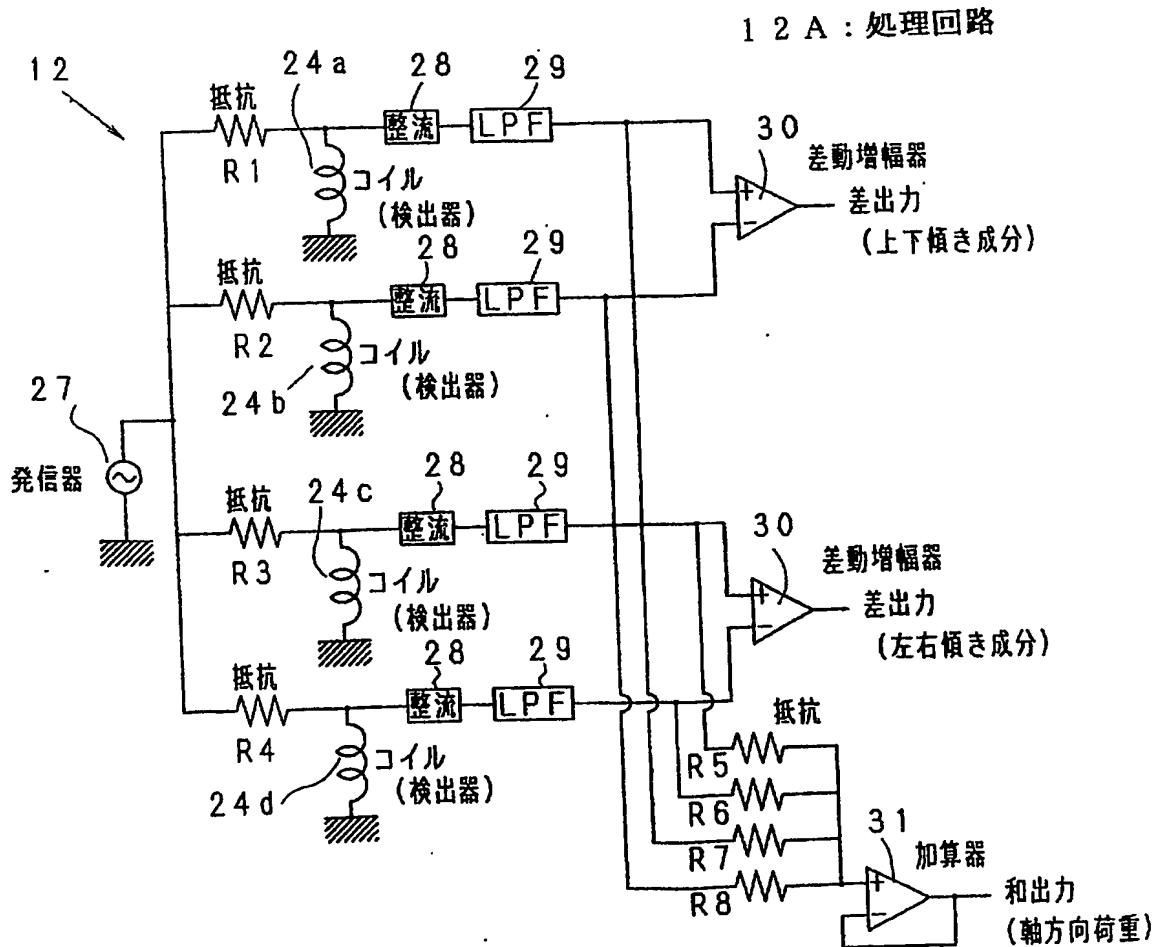 12A:処理回路
12
24a
28
29
抵抗
整流
LPF
30
R1
コイル
(検出器)
差動増幅器
差出力
(上下傾き成分)
28
29
抵抗
整流
LPF
R2
コイル
(検出器)
24b
27
発信器
24c
28
29
抵抗
整流
LPF
30
R3
コイル
(検出器)
差動増幅器
差出力
(左右傾き成分)
28
29
抵抗
整流
LPF
R4
コイル
(検出器)
24d
抵抗
R5
R6
R7
R8
31
加算器
和出力
(軸方向荷重)